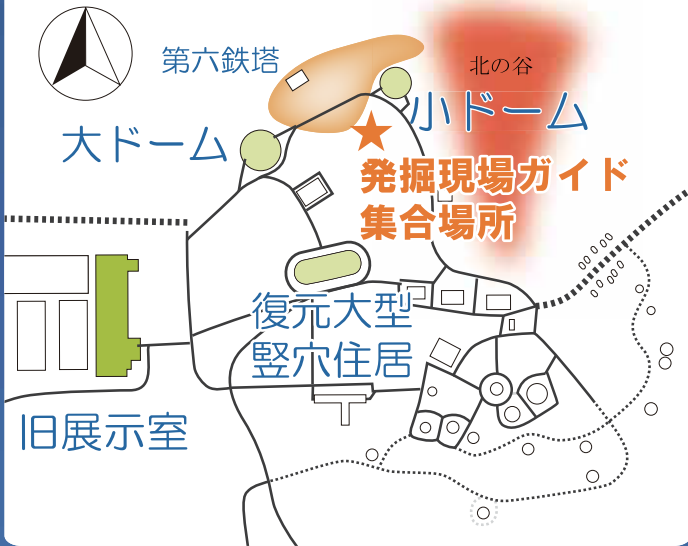 第六鉄塔
北の谷
小ドーム
大ドーム
発掘現場ガイド
集合場所
復元大型
竪穴住居
旧展示室